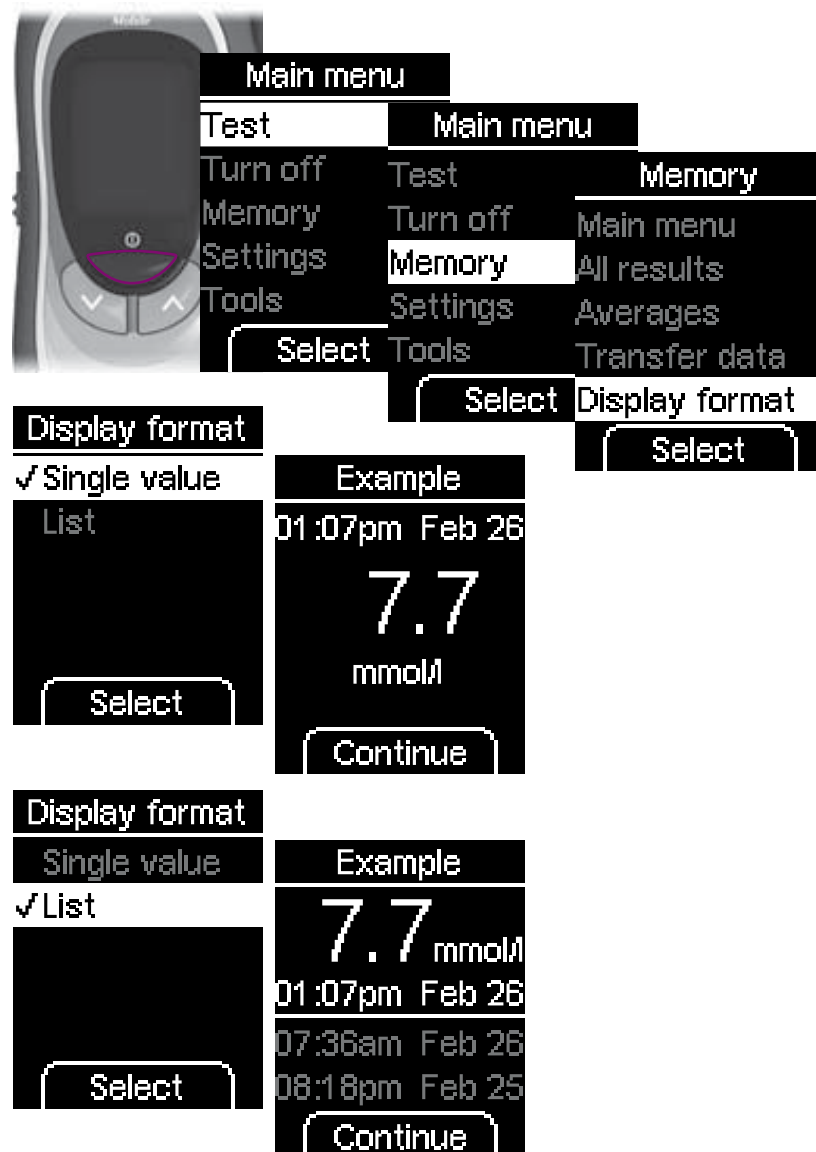 Mobile
Main menu
Test
Turn off
Memory
Settings
Tools
Select
Main menu
Test
Turn off
Memory
Settings
Tools
Select
Memory
Main menu
All results
Averages
Transfer data
Display format
Select
Display format
✓Single value
List
Select
Example
01:07pm Feb 26
7.7
mmol/l
Continue
Display format
Single value
✓List
Select
Example
7.7 mmol/l
01:07pm Feb 26
07:36am Feb 26
08:18pm Feb 25
Continue